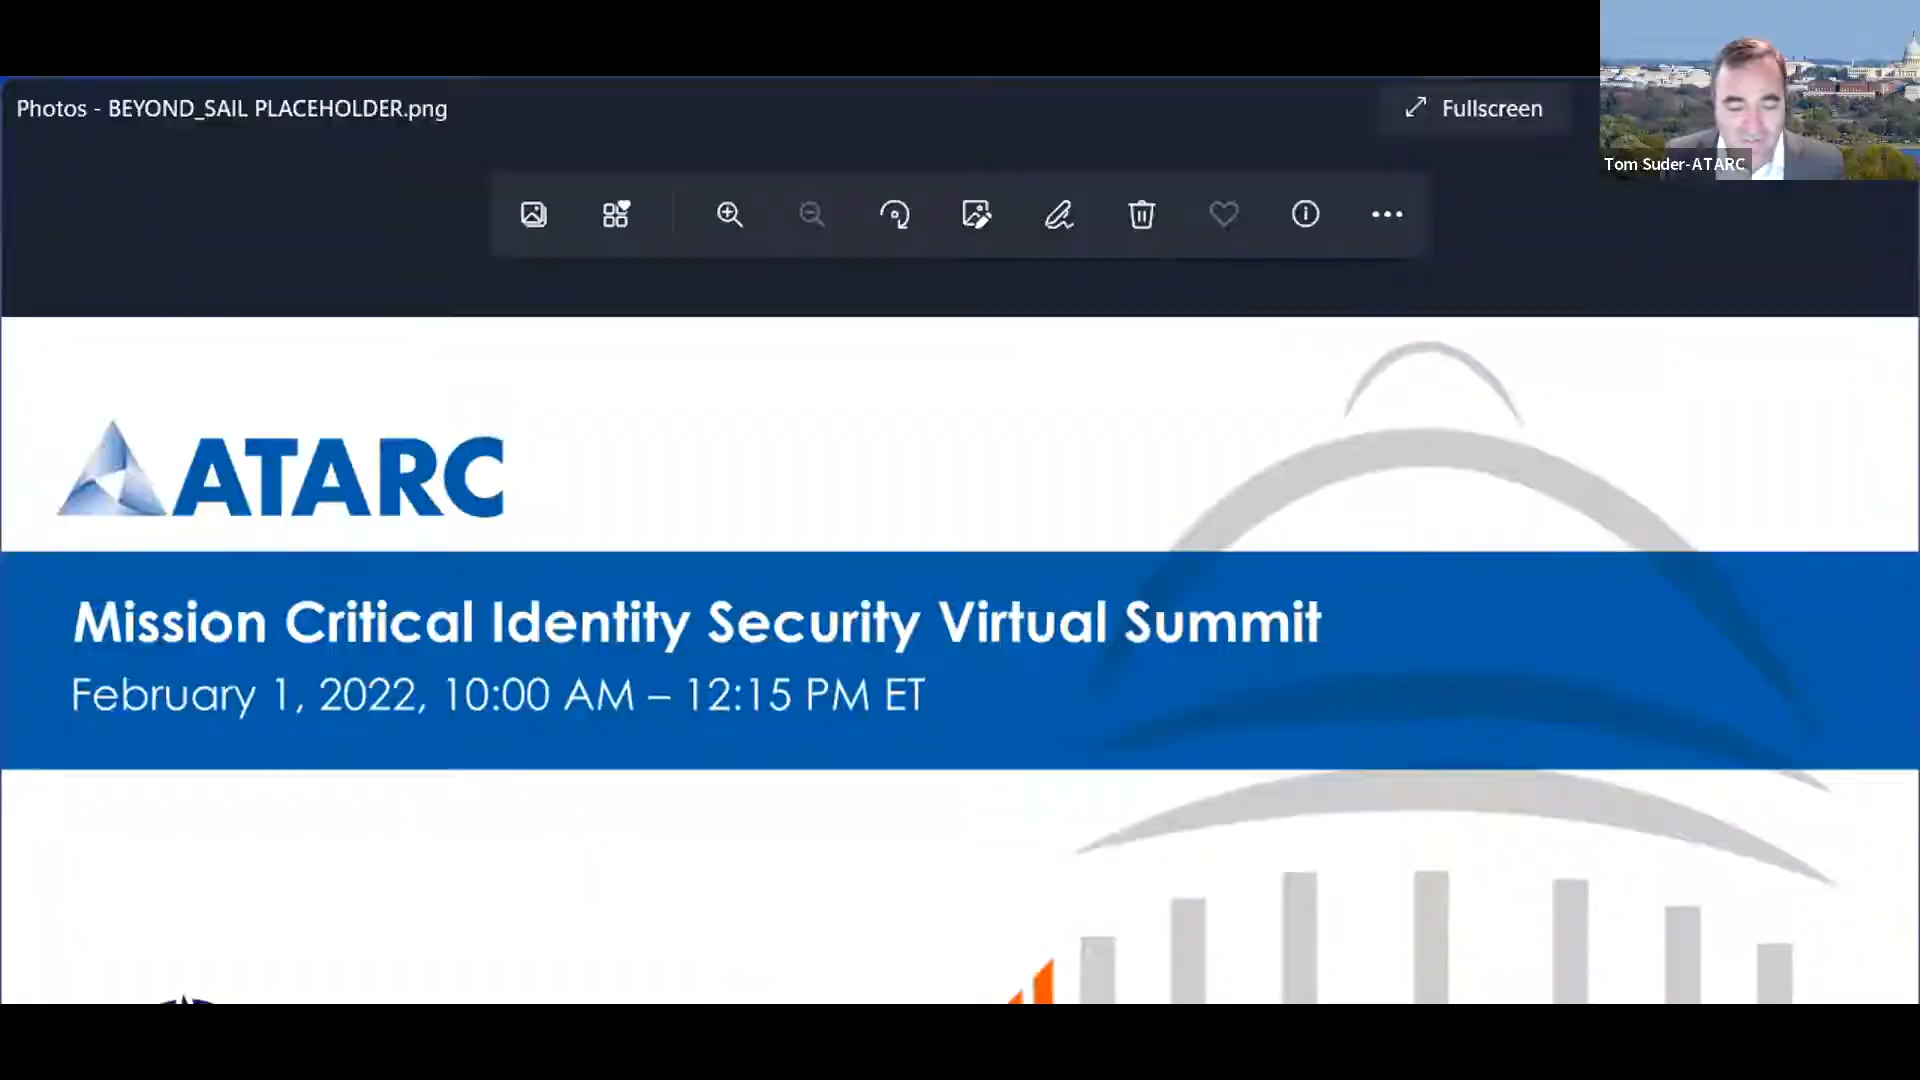 Photos - BEYOND_SAIL PLACEHOLDER.png
Fullscreen
Tom Suder-ATARC
ATARC
Mission Critical Identity Security Virtual Summit
February 1, 2022, 10:00 AM – 12:15 PM ET